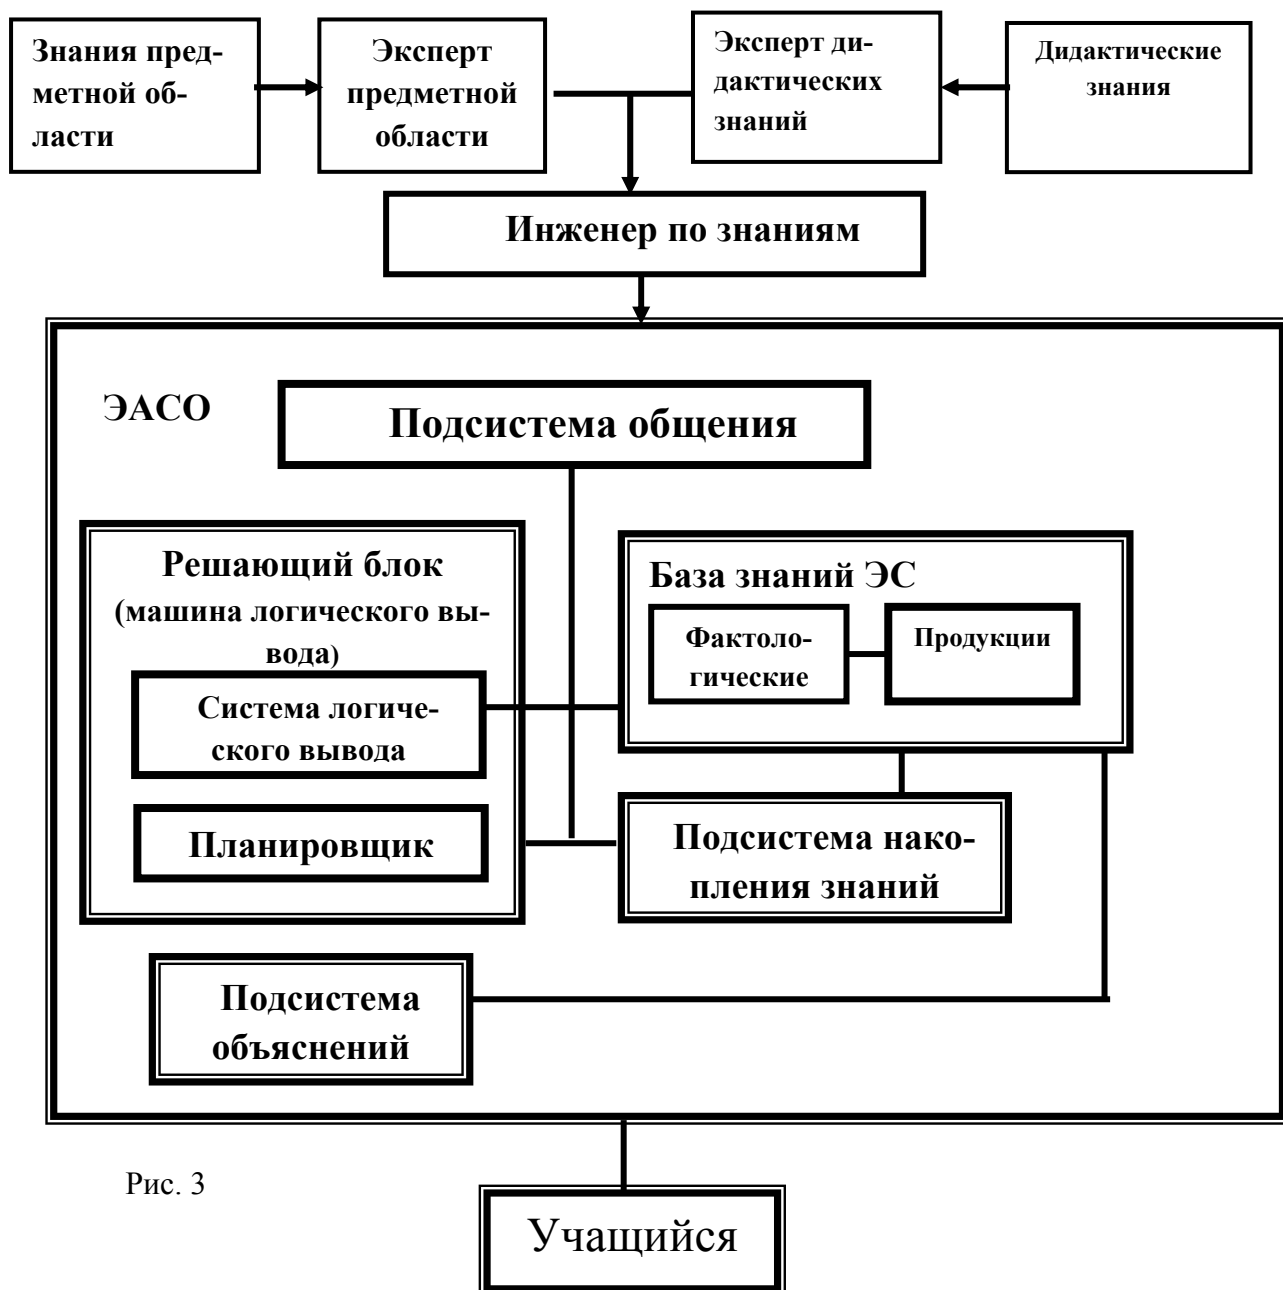 Знания пред-
метной об-
ласти
Эксперт
предметной
области
Эксперт ди-
дактических
знаний
Дидактические
знания
Инженер по знаниям
ЭАСО
Подсистема общения
Решающий блок
(машина логического вы-
вода)
Система логиче-
ского вывода
Планировщик
База знаний ЭС
Фактоло-
гические
Продукции
Подсистема нако-
пления знаний
Подсистема
объяснений
Рис. 3
Учащийся